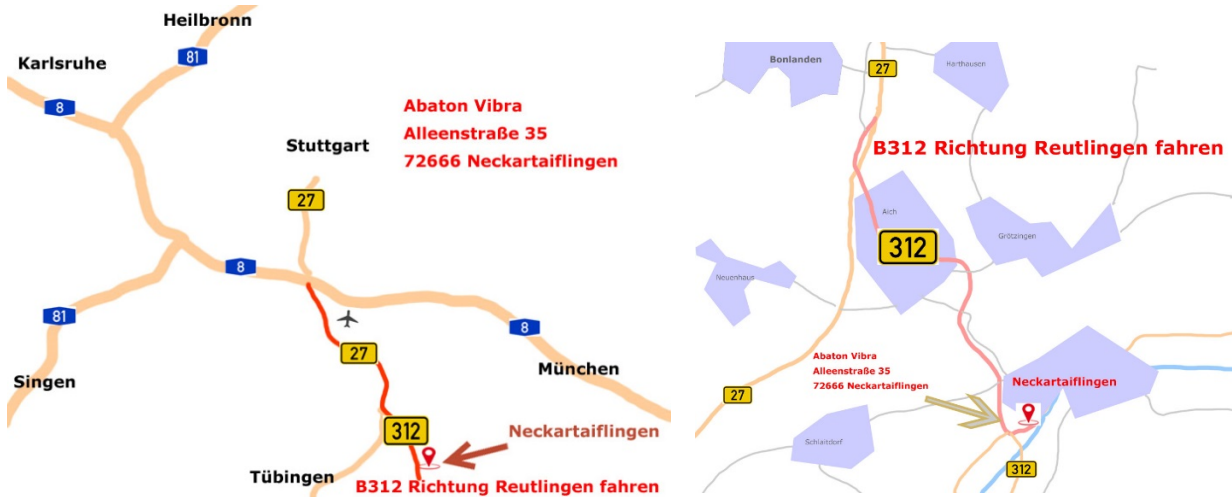 Heilbronn
81
Karlsruhe
8
Abaton Vibra
Alleenstraße 35
72666 Neckartaiflingen
Stuttgart
27
8
81
27
8
Singen
München
312
Neckartaiflingen
Tübingen
B312 Richtung Reutlingen fahren
Bonlanden
27
Harthausen
B312 Richtung Reutlingen fahren
Aich
312
Grötzingen
Neuenhaus
Abaton Vibra
Alleenstraße 35
72666 Neckartaiflingen
Neckartaiflingen
27
Schlaitdorf
312